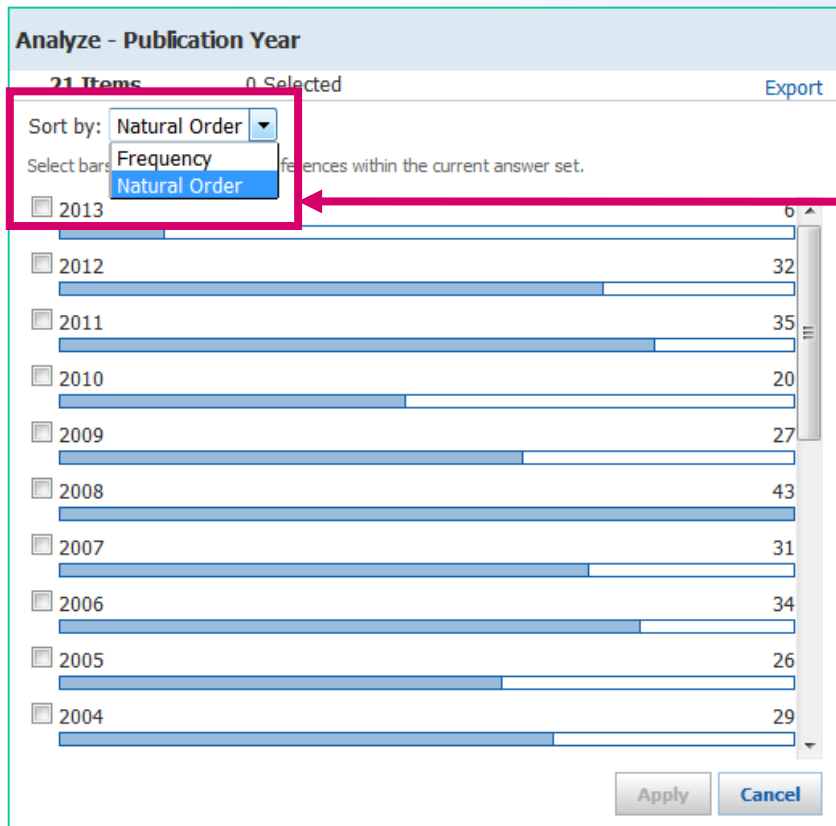 Analyze - Publication Year
21 Items 0 Selected Export
Sort by: Natural Order
Frequency
Natural Order
Select bars ferences within the current answer set.
2013 6
2012 32
2011 35
2010 20
2009 27
2008 43
2007 31
2006 34
2005 26
2004 29
Apply Cancel